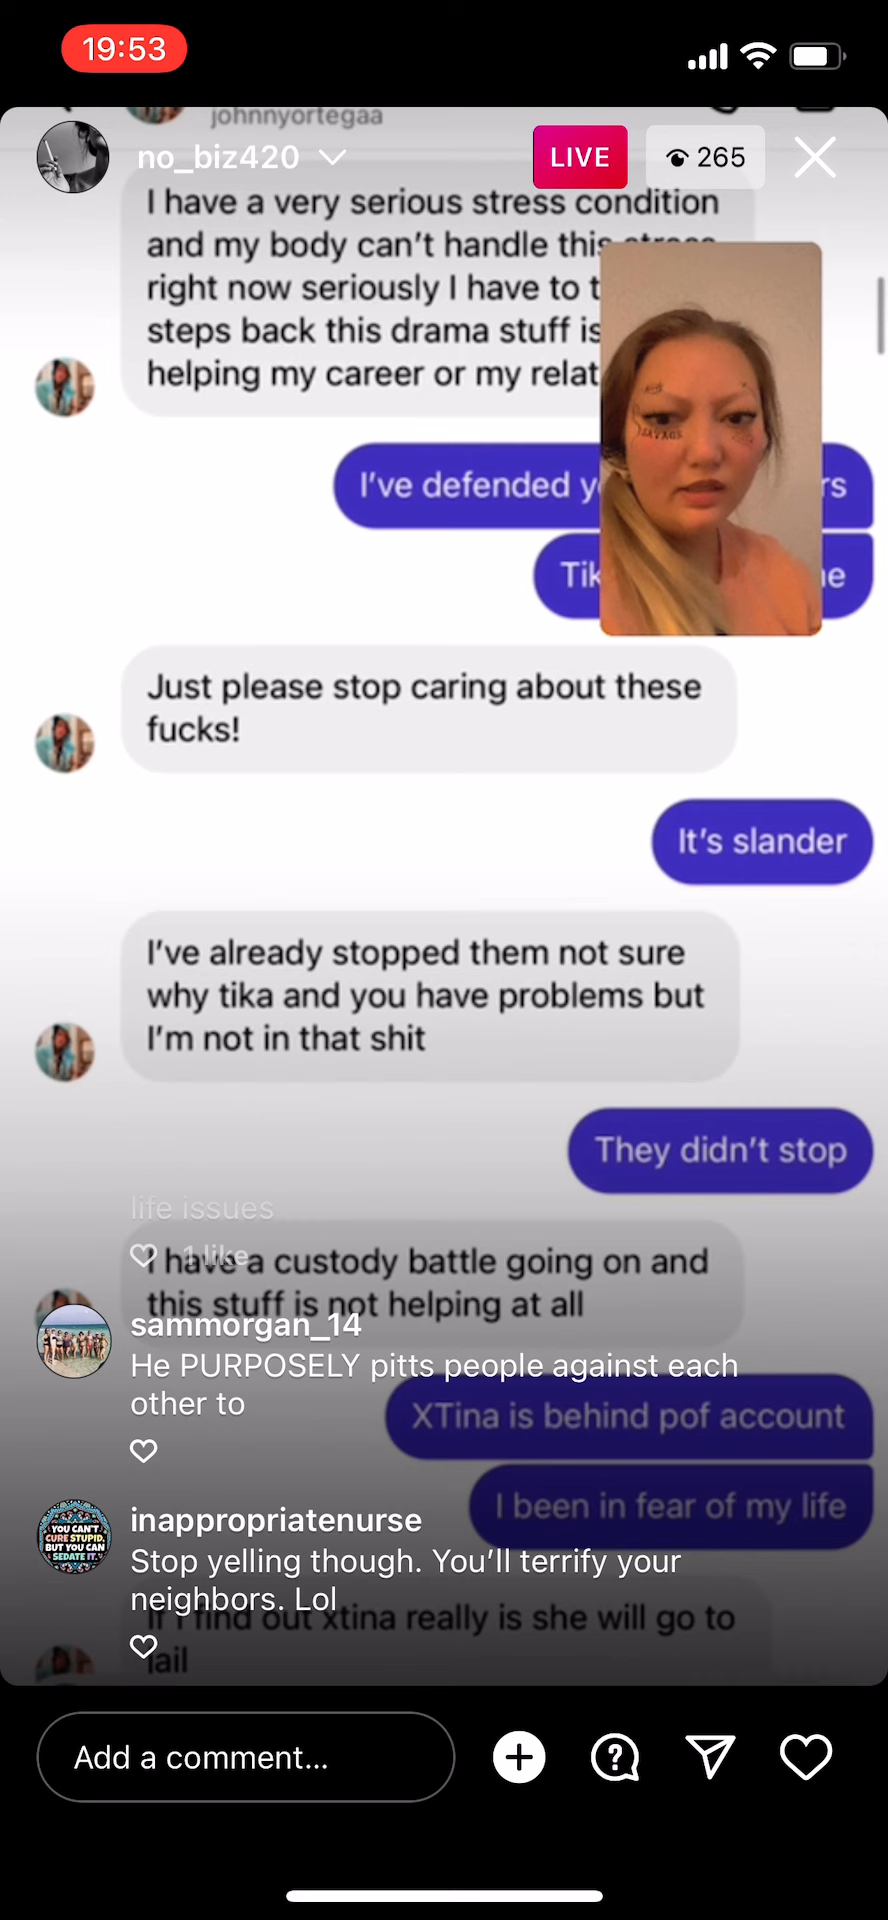 19:53
johnnyortegaa
no_biz420
LIVE
265
I have a very serious stress condition
and my body can't handle this stress
right now seriously I have to t
steps back this drama stuff is
helping my career or my relat
SAVAGE
I've defended y
rs
Tik
e
Just please stop caring about these
fucks!
It's slander
I've already stopped them not sure
why tika and you have problems but
I'm not in that shit
They didn't stop
life issues
1 like
I have a custody battle going on and
this stuff is not helping at all
sammorgan_14
He PURPOSELY pitts people against each
other to
XTina is behind pof account
I been in fear of my life
inappropriatenurse
YOU CAN'T
CURE STUPID.
BUT YOU CAN
SEDATE IT.
Stop yelling though. You'll terrify your
neighbors. Lol
If I find out xtina really is she will go to
jail
Add a comment...